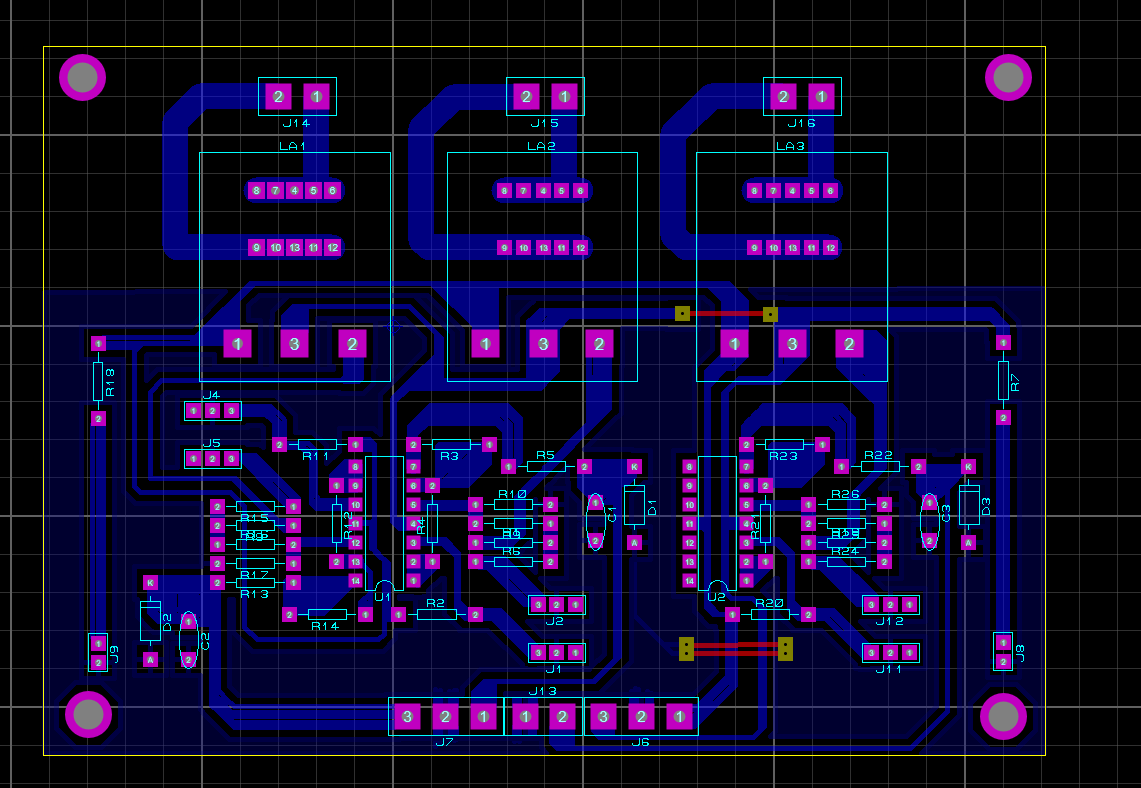 2 1 2 1 2 1
J14 J15 J16
LA1 LA2 LA3
8 7 4 5 6 8 7 4 5 6 8 7 4 5 6
9 10 13 11 12 9 10 13 11 12 9 10 13 11 12
1 3 2 1 3 2 1 3 2
1 R18 2
1 R7 2
J4
1 2 3
J5
1 2 3
2 R11 1
2 R3 1
1 R5 2
2 R23 1
1 R22 2
8 9 10 11 12 13 14
7 6 5 4 3 2 1
U1
8 9 10 11 12 13 14
7 6 5 4 3 2 1
U2
1 2
2 R4 1
2 R21 1
1 R10 2
1 2
1 2
1 R6 2
1 R26 2
1 2
1 2
1 R24 2
1 C1 2
K D1 A
1 C3 2
K D3 A
2 R15 1
2 1
2 1
2 R17 1
2 R13 1
K D2 A
1 C2 2
2 R14 1
1 R2 2
1 R20 2
3 2 1
J2
3 2 1
J12
3 2 1
J1
3 2 1
J11
1 2 J9
1 2 J8
J13
3 2 1 1 2 3 2 1
J7 J6